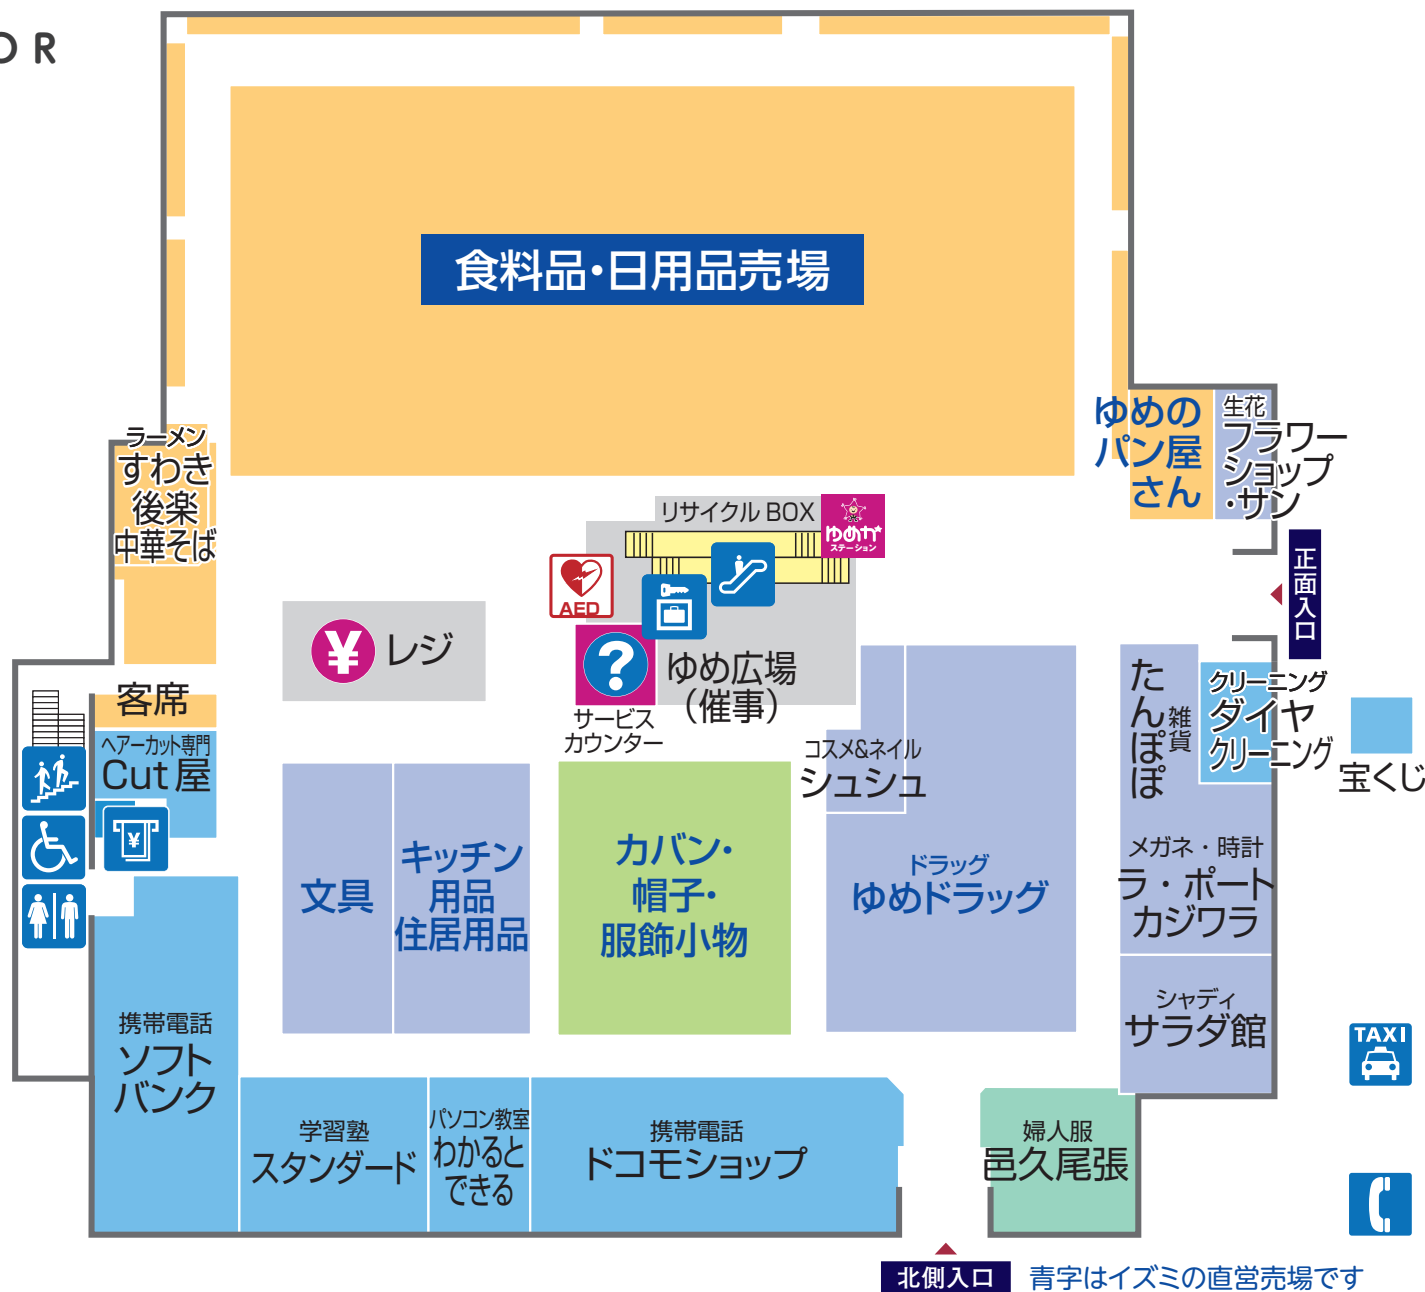 OR
食料品・日用品売場
ゆめの
パン屋
さん
生花
フラワー
ショップ
・サン
ラーメン
すわき
後楽
中華そば
リサイクル BOX
ゆめか
ステーション
AED
正面入口
¥ レジ
?
ゆめ広場
（催事）
サービス
カウンター
客席
ヘアーカット専門
Cut屋
¥
コスメ&ネイル
シュシュ
雑貨
たんぽぽ
クリーニング
ダイヤ
クリーニング
宝くじ
文具
キッチン
用品
住居用品
カバン・
帽子・
服飾小物
ドラッグ
ゆめドラッグ
メガネ・時計
ラ・ポート
カジワラ
シャディ
サラダ館
携帯電話
ソフト
バンク
TAXI
学習塾
スタンダード
パソコン教室
わかると
できる
携帯電話
ドコモショップ
婦人服
邑久尾張
北側入口
青字はイズミの直営売場です